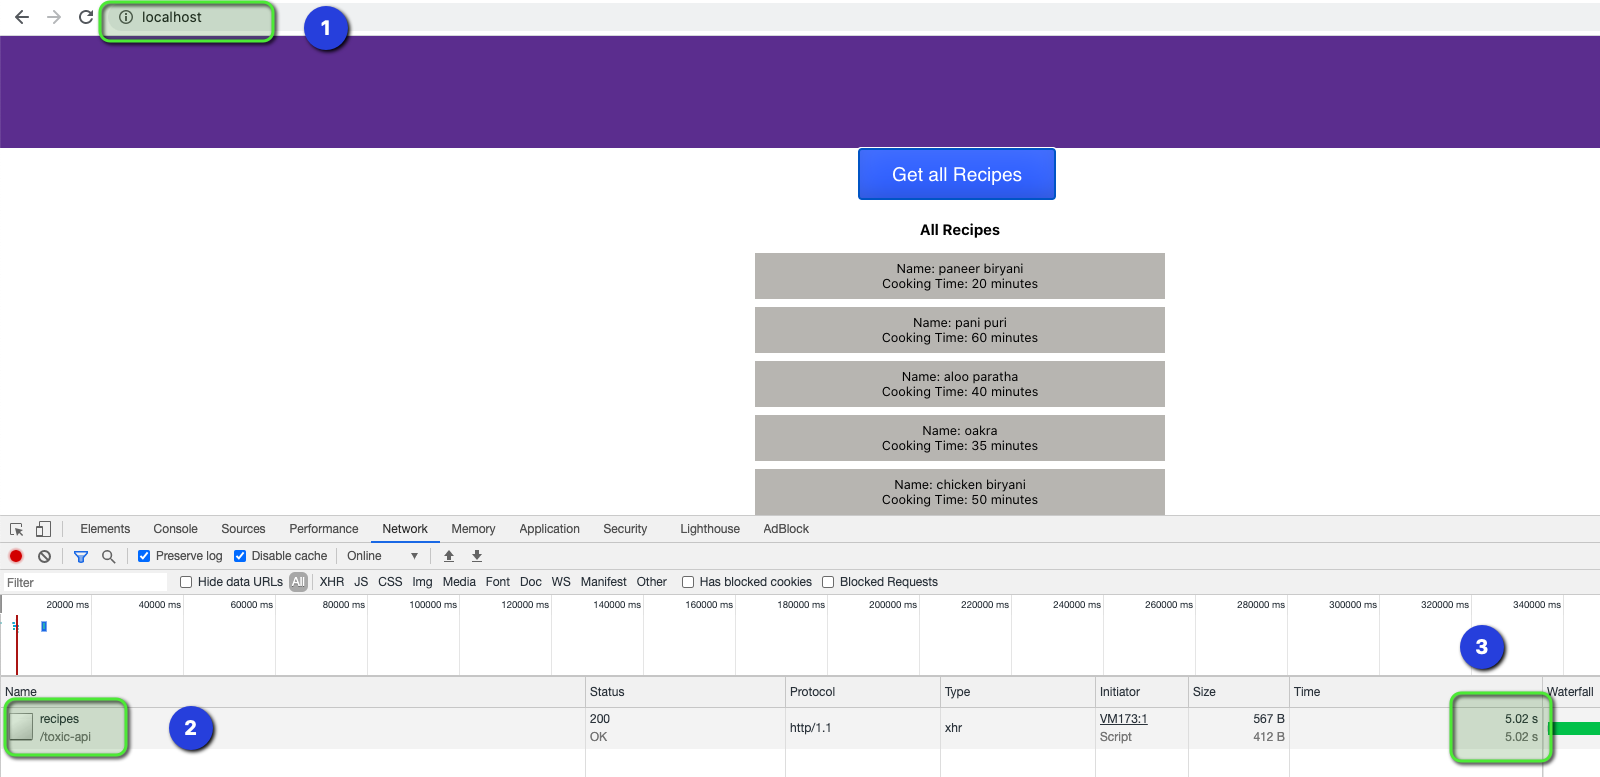 localhost
1
Get all Recipes
All Recipes
Name: paneer biryani
Cooking Time: 20 minutes
Name: pani puri
Cooking Time: 60 minutes
Name: aloo paratha
Cooking Time: 40 minutes
Name: oakra
Cooking Time: 35 minutes
Name: chicken biryani
Cooking Time: 50 minutes
Elements Console Sources Performance Network Memory Application Security Lighthouse AdBlock
Preserve log Disable cache Online
Filter Hide data URLs All XHR JS CSS Img Media Font Doc WS Manifest Other Has blocked cookies Blocked Requests
20000 ms 40000 ms 60000 ms 80000 ms 100000 ms 120000 ms 140000 ms 160000 ms 180000 ms 200000 ms 220000 ms 240000 ms 260000 ms 280000 ms 300000 ms 320000 ms 340000 ms
3
Name Status Protocol Type Initiator Size Time Waterfall
recipes 200 http/1.1 xhr VM173:1 567 B 5.02 s
/toxic-api OK Script 412 B 5.02 s
2